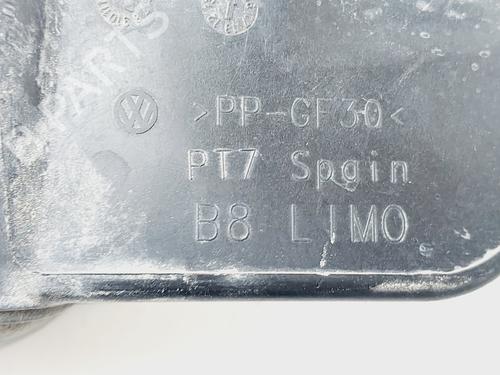 >PP-GF30<
PT7 Spgin
B8 LIMO